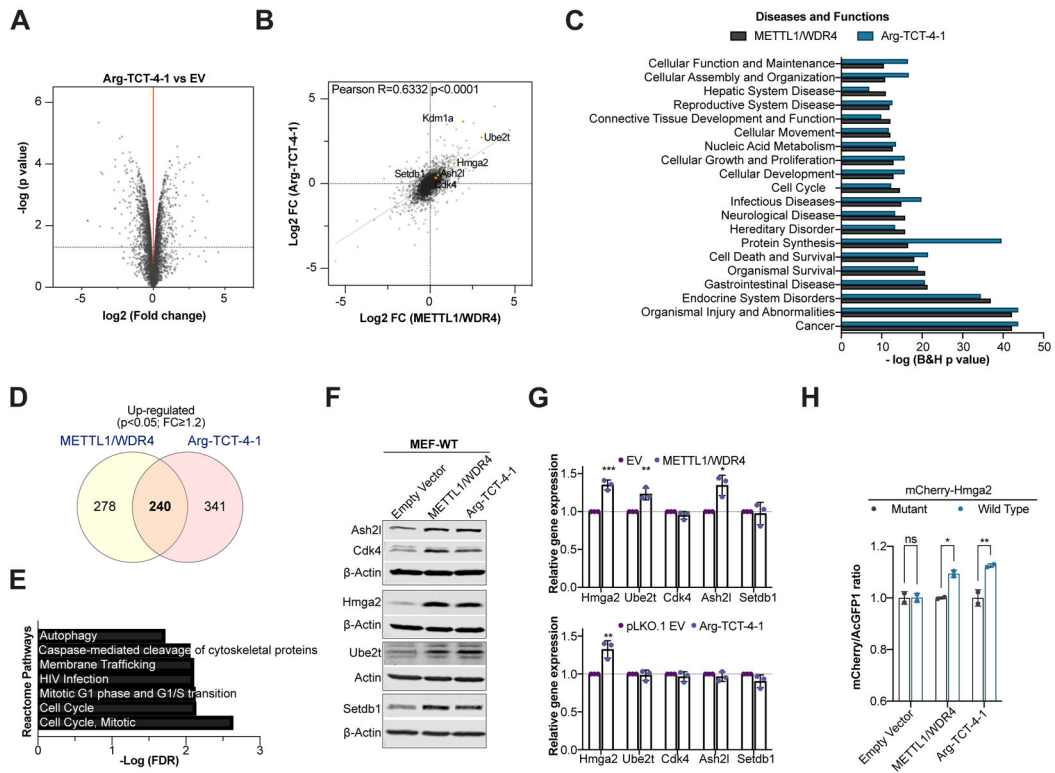 A
Arg-TCT-4-1 vs EV
-log (p value)
6
4
2
0
-5
0
5
log2 (Fold change)
B
Pearson R=0.6332 p<0.0001
Log2 FC (Arg-TCT-4-1)
5
0
-5
Kdm1a
Ube2t
Hmga2
Setdb1
Ash2l
Cdk4
-5
0
5
Log2 FC (METTL1/WDR4)
C
Diseases and Functions
METTL1/WDR4
Arg-TCT-4-1
Cellular Function and Maintenance
Cellular Assembly and Organization
Hepatic System Disease
Reproductive System Disease
Connective Tissue Development and Function
Cellular Movement
Nucleic Acid Metabolism
Cellular Growth and Proliferation
Cellular Development
Cell Cycle
Infectious Diseases
Neurological Disease
Hereditary Disorder
Protein Synthesis
Cell Death and Survival
Organismal Survival
Gastrointestinal Disease
Endocrine System Disorders
Organismal Injury and Abnormalities
Cancer
0
10
20
30
40
50
- log (B&H p value)
D
Up-regulated
(p<0.05; FC≥1.2)
METTL1/WDR4
Arg-TCT-4-1
278
240
341
E
Reactome Pathways
Autophagy
Caspase-mediated cleavage of cytoskeletal proteins
Membrane Trafficking
HIV Infection
Mitotic G1 phase and G1/S transition
Cell Cycle
Cell Cycle, Mitotic
0
1
2
3
-Log (FDR)
F
MEF-WT
Empty Vector
METTL1/WDR4
Arg-TCT-4-1
Ash2l
Cdk4
β-Actin
Hmga2
β-Actin
Ube2t
Actin
Setdb1
β-Actin
G
EV
METTL1/WDR4
Relative gene expression
1.5
1.0
0.5
0.0
***
**
*
Hmga2
Ube2t
Cdk4
Ash2l
Setdb1
pLKO.1 EV
Arg-TCT-4-1
Relative gene expression
1.5
1.0
0.5
0.0
**
Hmga2
Ube2t
Cdk4
Ash2l
Setdb1
H
mCherry-Hmga2
Mutant
Wild Type
mCherry/AcGFP1 ratio
1.2
1.0
0.8
0.6
ns
*
**
Empty Vector
METTL1/WDR4
Arg-TCT-4-1